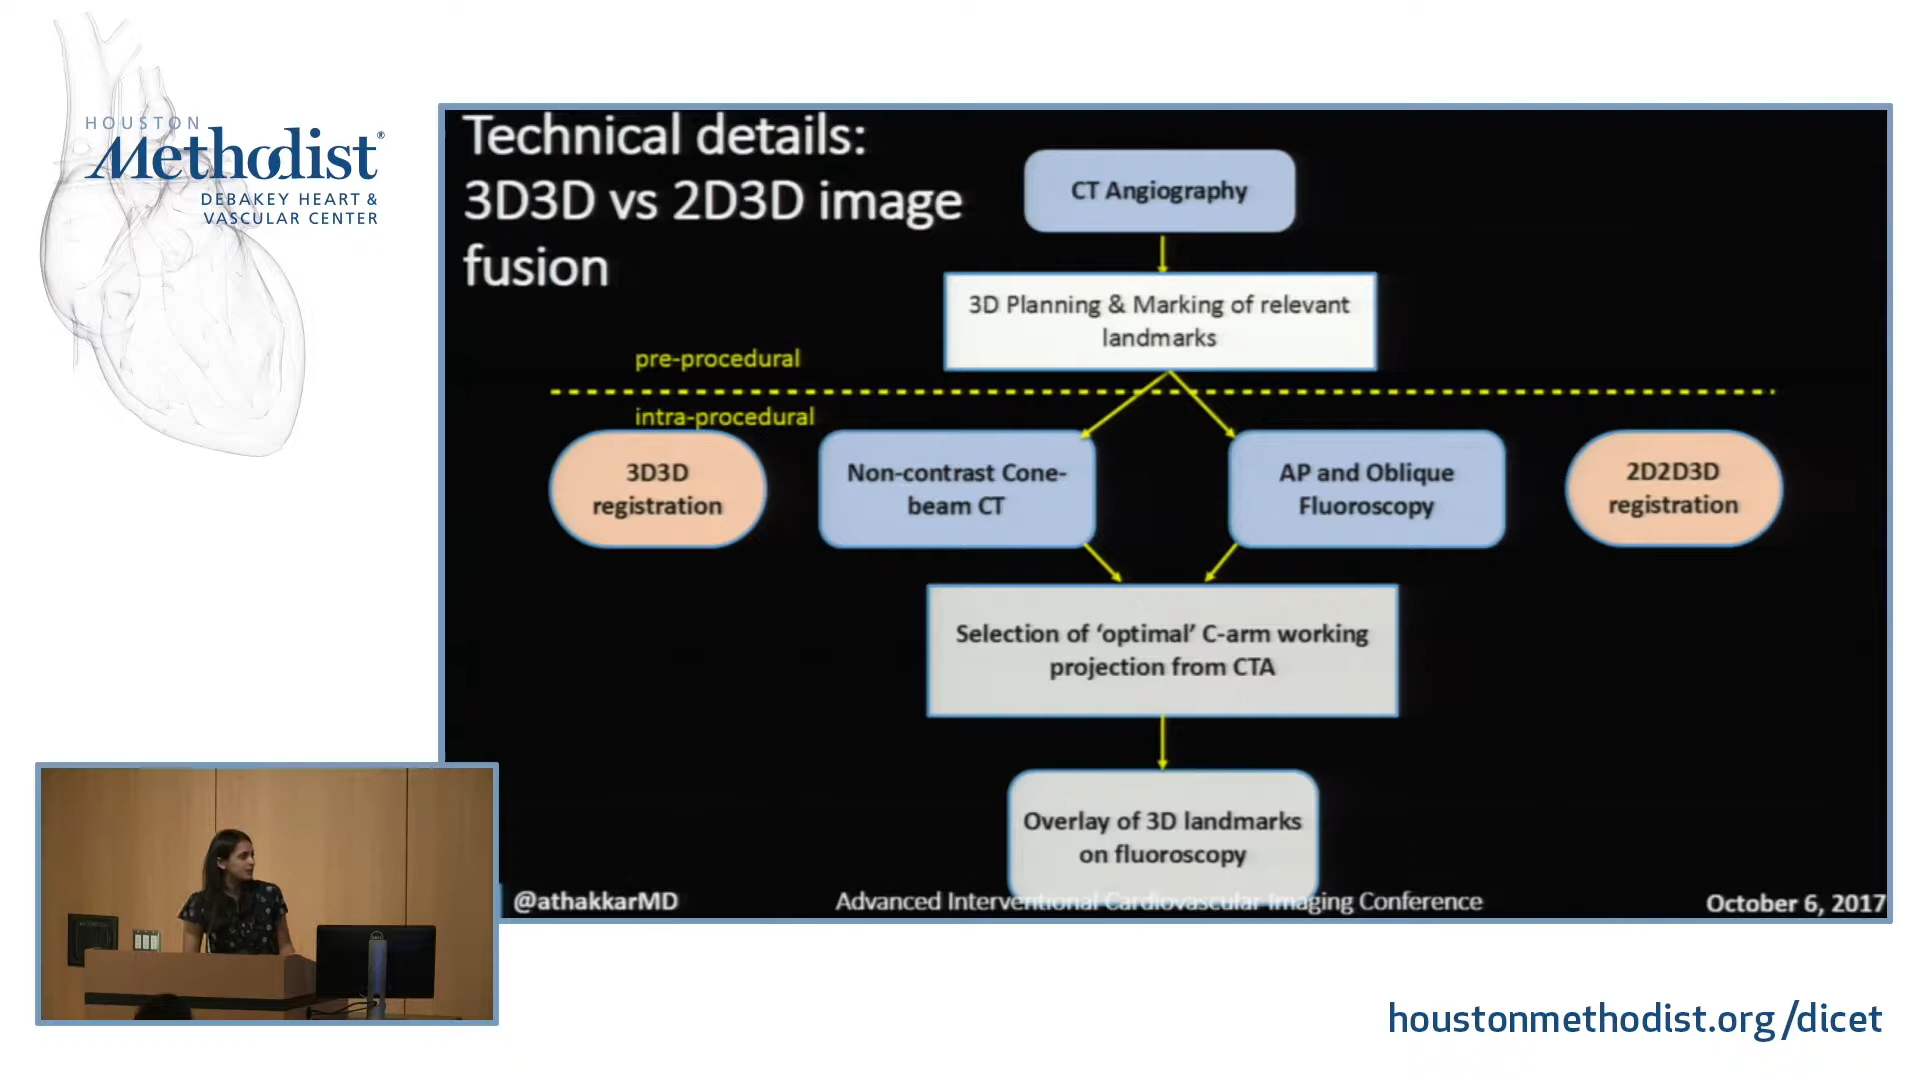 HOUSTON
Methodist®
DEBAKEY HEART &
VASCULAR CENTER
Technical details:
3D3D vs 2D3D image
fusion
CT Angiography
3D Planning & Marking of relevant
landmarks
pre-procedural
intra-procedural
3D3D
registration
Non-contrast Cone-
beam CT
AP and Oblique
Fluoroscopy
2D2D3D
registration
Selection of ‘optimal’ C-arm working
projection from CTA
Overlay of 3D landmarks
on fluoroscopy
@athakkarMD
Advanced Interventional Cardiovascular Imaging Conference
October 6, 2017
houstonmethodist.org/dicet